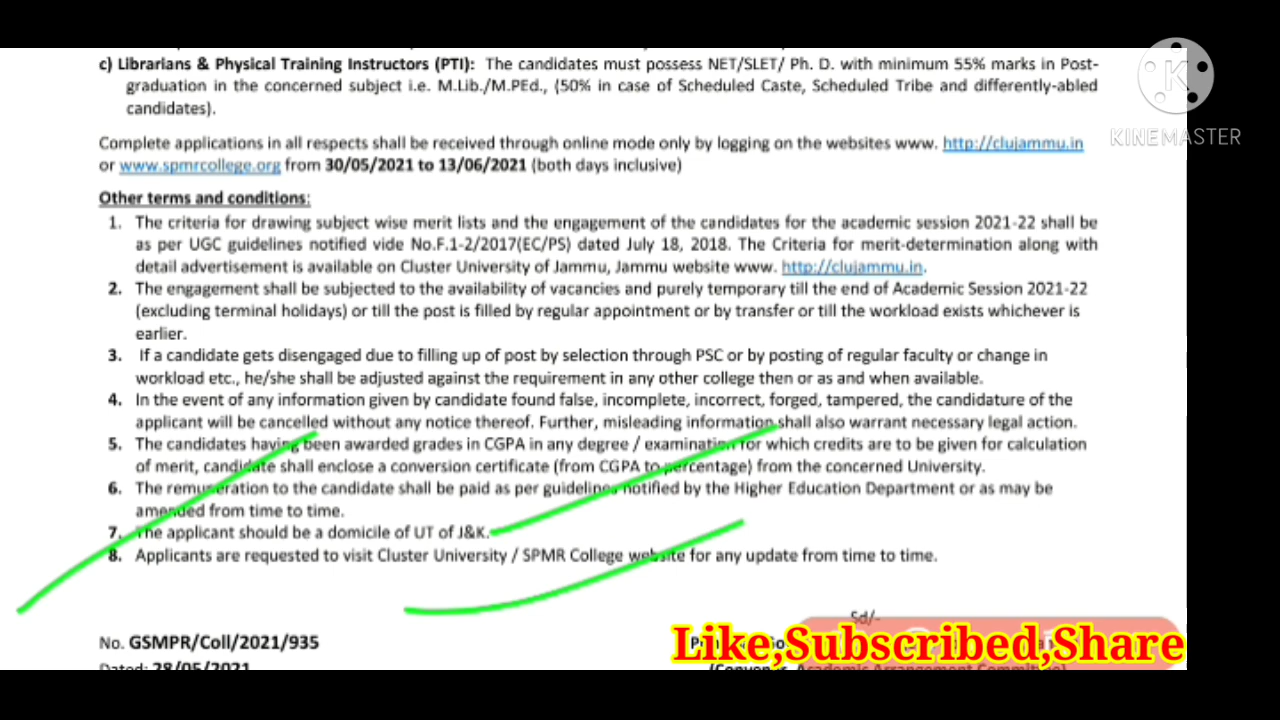 c) Librarians & Physical Training Instructors (PTI): The candidates must possess NET/SLET/ Ph. D. with minimum 55% marks in Post-
graduation in the concerned subject i.e. M.Lib./M.PEd., (50% in case of Scheduled Caste, Scheduled Tribe and differently-abled
candidates).
KINEMASTER
Complete applications in all respects shall be received through online mode only by logging on the websites www. http://clujammu.in
or www.spmrcollege.org from 30/05/2021 to 13/06/2021 (both days inclusive)
Other terms and conditions:
1. The criteria for drawing subject wise merit lists and the engagement of the candidates for the academic session 2021-22 shall be
as per UGC guidelines notified vide No.F.1-2/2017(EC/PS) dated July 18, 2018. The Criteria for merit-determination along with
detail advertisement is available on Cluster University of Jammu, Jammu website www. http://clujammu.in.
2. The engagement shall be subjected to the availability of vacancies and purely temporary till the end of Academic Session 2021-22
(excluding terminal holidays) or till the post is filled by regular appointment or by transfer or till the workload exists whichever is
earlier.
3. If a candidate gets disengaged due to filling up of post by selection through PSC or by posting of regular faculty or change in
workload etc., he/she shall be adjusted against the requirement in any other college then or as and when available.
4. In the event of any information given by candidate found false, incomplete, incorrect, forged, tampered, the candidature of the
applicant will be cancelled without any notice thereof. Further, misleading information shall also warrant necessary legal action.
5. The candidates having been awarded grades in CGPA in any degree / examination for which credits are to be given for calculation
of merit, candidate shall enclose a conversion certificate (from CGPA to percentage) from the concerned University.
6. The remuneration to the candidate shall be paid as per guidelines notified by the Higher Education Department or as may be
amended from time to time.
7. The applicant should be a domicile of UT of J&K.
8. Applicants are requested to visit Cluster University / SPMR College website for any update from time to time.
Sd/-
No. GSMPR/Coll/2021/935
Like,Subscribed,Share
Dated: 28/05/2021
(Convener, Academic Arrangement Committee)